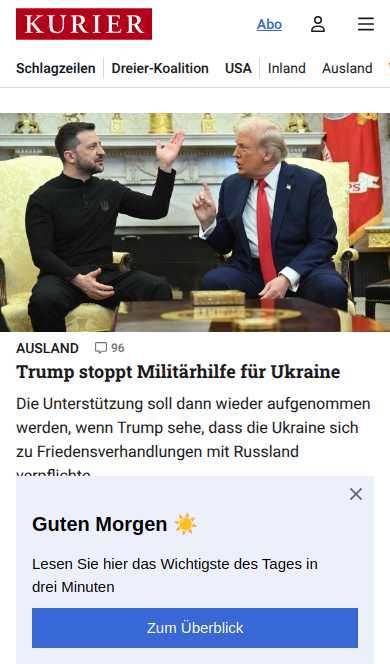 KURIER
Abo
Schlagzeilen
Dreier-Koalition
USA
Inland
Ausland
AUSLAND
96
Trump stoppt Militärhilfe für Ukraine
Die Unterstützung soll dann wieder aufgenommen
werden, wenn Trump sehe, dass die Ukraine sich
zu Friedensverhandlungen mit Russland
verpflichte.
Guten Morgen ☀️
Lesen Sie hier das Wichtigste des Tages in
drei Minuten
Zum Überblick